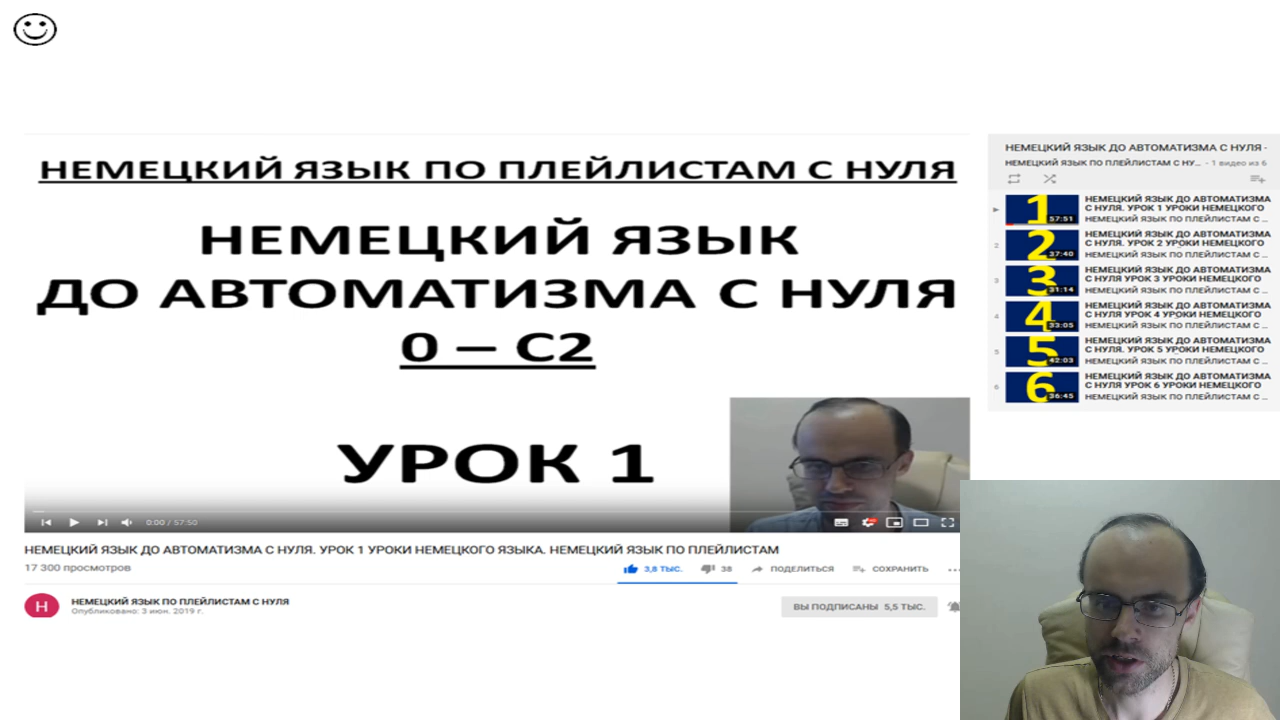 НЕМЕЦКИЙ ЯЗЫК ПО ПЛЕЙЛИСТАМ С НУЛЯ
НЕМЕЦКИЙ ЯЗЫК
ДО АВТОМАТИЗМА С НУЛЯ
0 – C2
УРОК 1
0:00 / 57:50
НЕМЕЦКИЙ ЯЗЫК ДО АВТОМАТИЗМА С НУЛЯ. УРОК 1 УРОКИ НЕМЕЦКОГО ЯЗЫКА. НЕМЕЦКИЙ ЯЗЫК ПО ПЛЕЙЛИСТАМ
17 300 просмотров
3,8 ТЫС. 38 ПОДЕЛИТЬСЯ СОХРАНИТЬ ...
Н
НЕМЕЦКИЙ ЯЗЫК ПО ПЛЕЙЛИСТАМ С НУЛЯ
Опубликовано: 3 июн. 2019 г.
ВЫ ПОДПИСАНЫ 5,5 ТЫС.
НЕМЕЦКИЙ ЯЗЫК ДО АВТОМАТИЗМА С НУЛЯ -
НЕМЕЦКИЙ ЯЗЫК ПО ПЛЕЙЛИСТАМ С НУ... - 1 видео из 6
1
57:51
НЕМЕЦКИЙ ЯЗЫК ДО АВТОМАТИЗМА
С НУЛЯ. УРОК 1 УРОКИ НЕМЕЦКОГО
НЕМЕЦКИЙ ЯЗЫК ПО ПЛЕЙЛИСТАМ С ...
2
2
37:40
НЕМЕЦКИЙ ЯЗЫК ДО АВТОМАТИЗМА
С НУЛЯ. УРОК 2 УРОКИ НЕМЕЦКОГО
НЕМЕЦКИЙ ЯЗЫК ПО ПЛЕЙЛИСТАМ С ...
3
3
31:14
НЕМЕЦКИЙ ЯЗЫК ДО АВТОМАТИЗМА
С НУЛЯ УРОК 3 УРОКИ НЕМЕЦКОГО
НЕМЕЦКИЙ ЯЗЫК ПО ПЛЕЙЛИСТАМ С ...
4
4
33:05
НЕМЕЦКИЙ ЯЗЫК ДО АВТОМАТИЗМА
С НУЛЯ УРОК 4 УРОКИ НЕМЕЦКОГО
НЕМЕЦКИЙ ЯЗЫК ПО ПЛЕЙЛИСТАМ С ...
5
5
42:03
НЕМЕЦКИЙ ЯЗЫК ДО АВТОМАТИЗМА
С НУЛЯ. УРОК 5 УРОКИ НЕМЕЦКОГО
НЕМЕЦКИЙ ЯЗЫК ПО ПЛЕЙЛИСТАМ С ...
6
6
36:45
НЕМЕЦКИЙ ЯЗЫК ДО АВТОМАТИЗМА
С НУЛЯ УРОК 6 УРОКИ НЕМЕЦКОГО
НЕМЕЦКИЙ ЯЗЫК ПО ПЛЕЙЛИСТАМ С ...